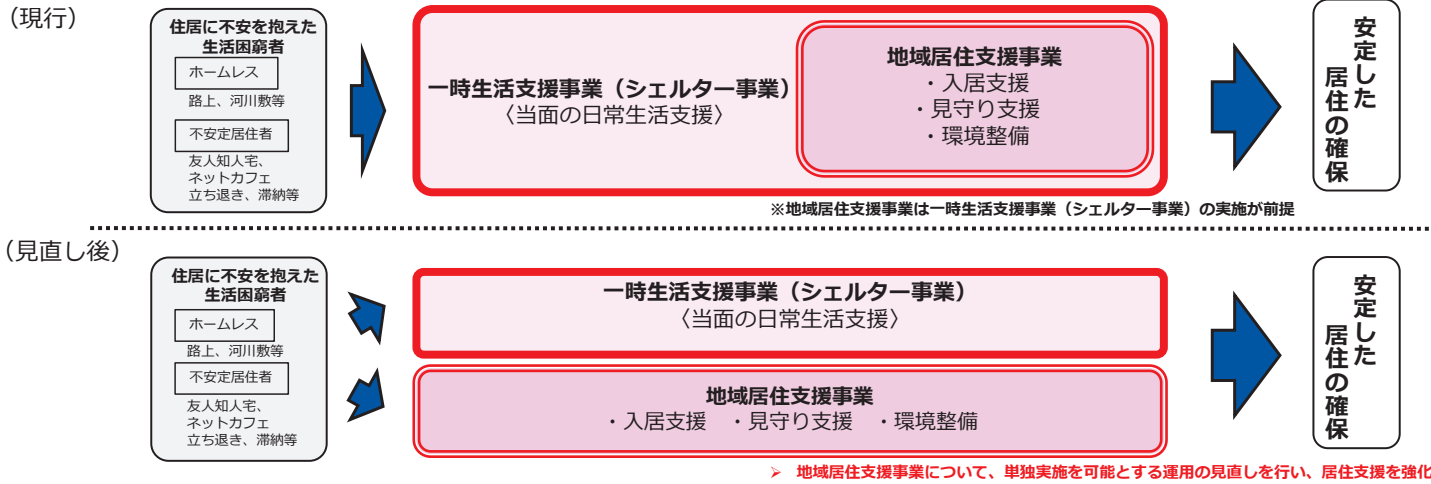 （現行）
住居に不安を抱えた
生活困窮者
ホームレス
路上、河川敷等
不安定居住者
友人知人宅、
ネットカフェ
立ち退き、滞納等
一時生活支援事業（シェルター事業）
〈当面の日常生活支援〉
地域居住支援事業
・入居支援
・見守り支援
・環境整備
安定した
居住の確保
※地域居住支援事業は一時生活支援事業（シェルター事業）の実施が前提
（見直し後）
住居に不安を抱えた
生活困窮者
ホームレス
路上、河川敷等
不安定居住者
友人知人宅、
ネットカフェ
立ち退き、滞納等
一時生活支援事業（シェルター事業）
〈当面の日常生活支援〉
地域居住支援事業
・入居支援　・見守り支援　・環境整備
安定した
居住の確保
➢ 地域居住支援事業について、単独実施を可能とする運用の見直しを行い、居住支援を強化